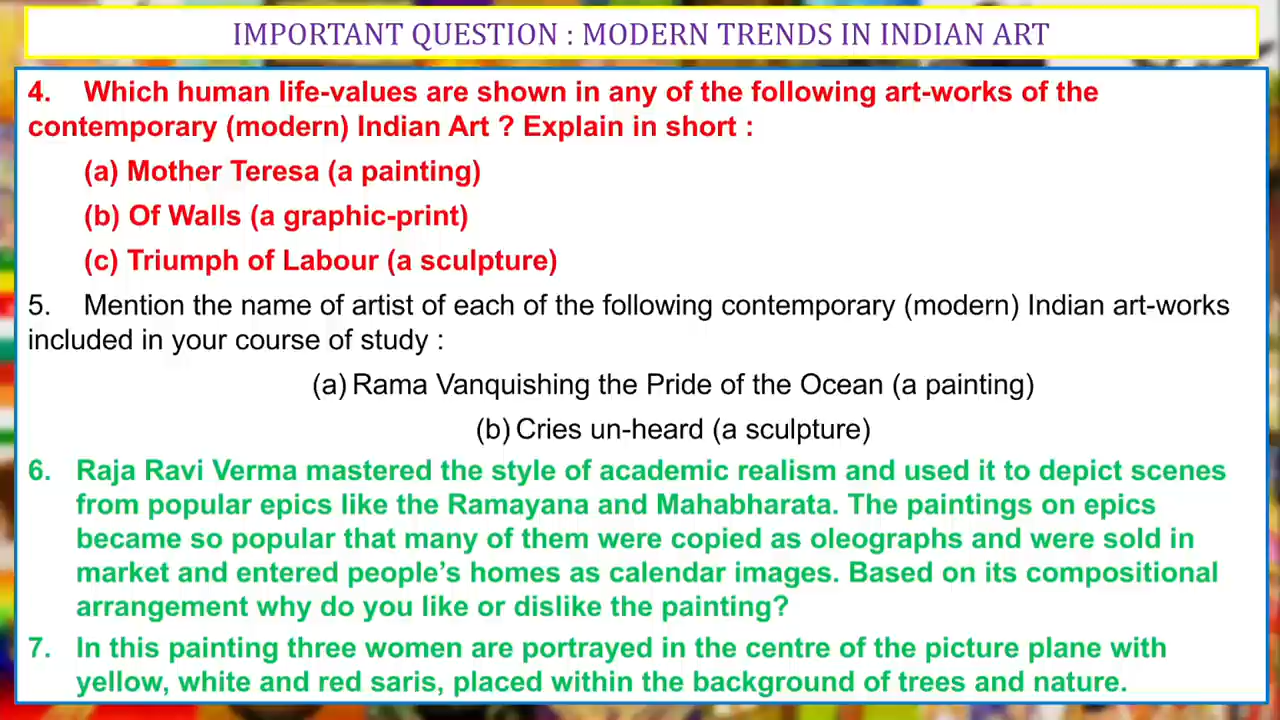 IMPORTANT QUESTION : MODERN TRENDS IN INDIAN ART
4. Which human life-values are shown in any of the following art-works of the
contemporary (modern) Indian Art ? Explain in short :
(a) Mother Teresa (a painting)
(b) Of Walls (a graphic-print)
(c) Triumph of Labour (a sculpture)
5. Mention the name of artist of each of the following contemporary (modern) Indian art-works
included in your course of study :
(a) Rama Vanquishing the Pride of the Ocean (a painting)
(b) Cries un-heard (a sculpture)
6. Raja Ravi Verma mastered the style of academic realism and used it to depict scenes
from popular epics like the Ramayana and Mahabharata. The paintings on epics
became so popular that many of them were copied as oleographs and were sold in
market and entered people’s homes as calendar images. Based on its compositional
arrangement why do you like or dislike the painting?
7. In this painting three women are portrayed in the centre of the picture plane with
yellow, white and red saris, placed within the background of trees and nature.